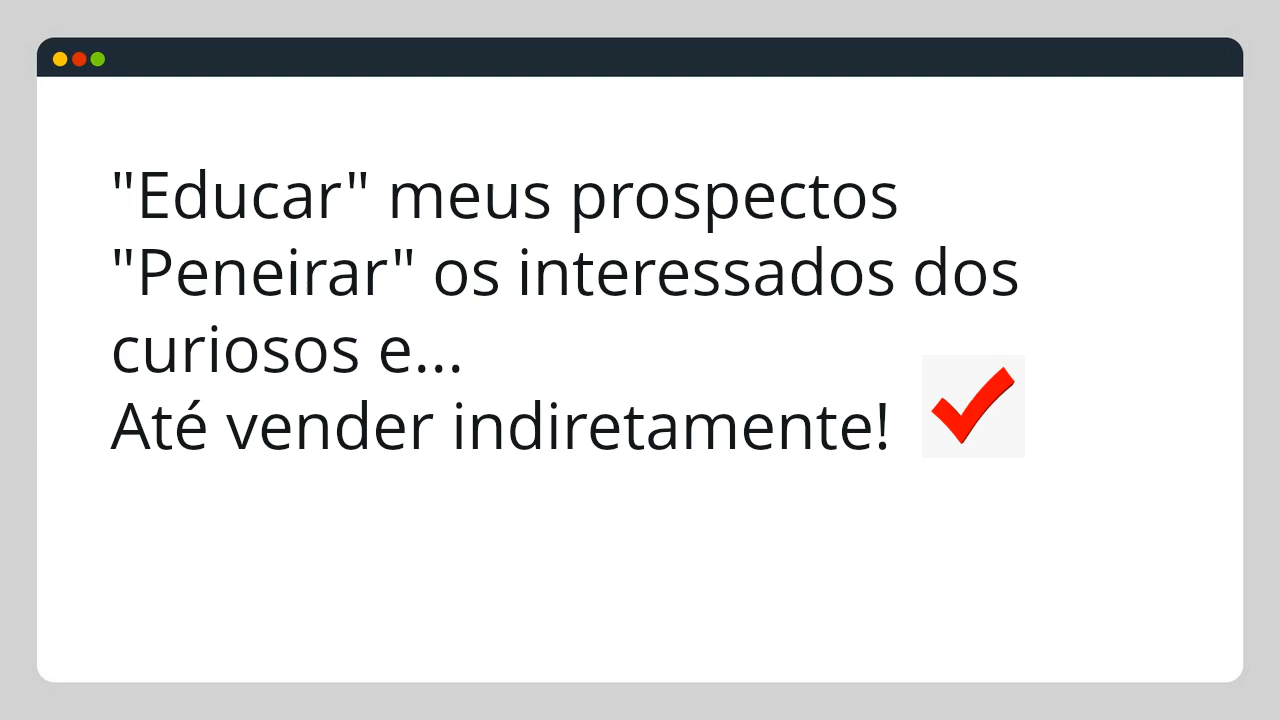 "Educar" meus prospectos
"Peneirar" os interessados dos
curiosos e...
Até vender indiretamente!